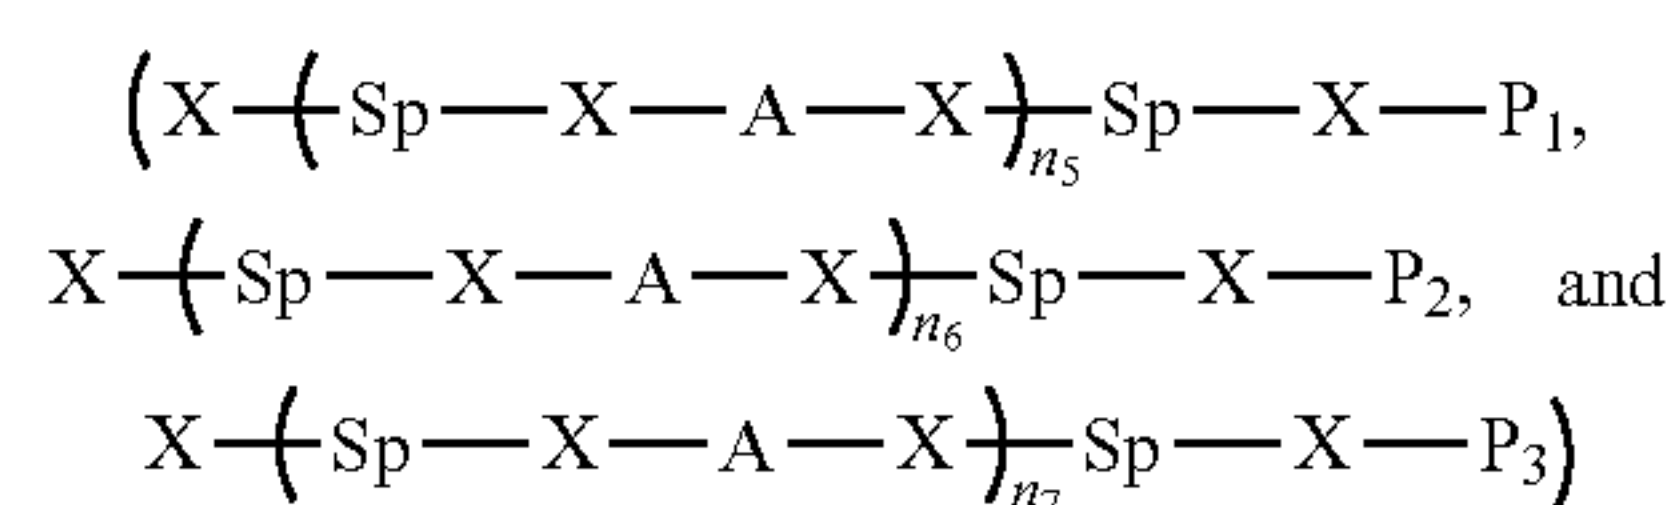 (X—(Sp—X—A—X)n5—Sp—X—P1,
X—(Sp—X—A—X)n6—Sp—X—P2, and
X—(Sp—X—A—X)n7—Sp—X—P3)